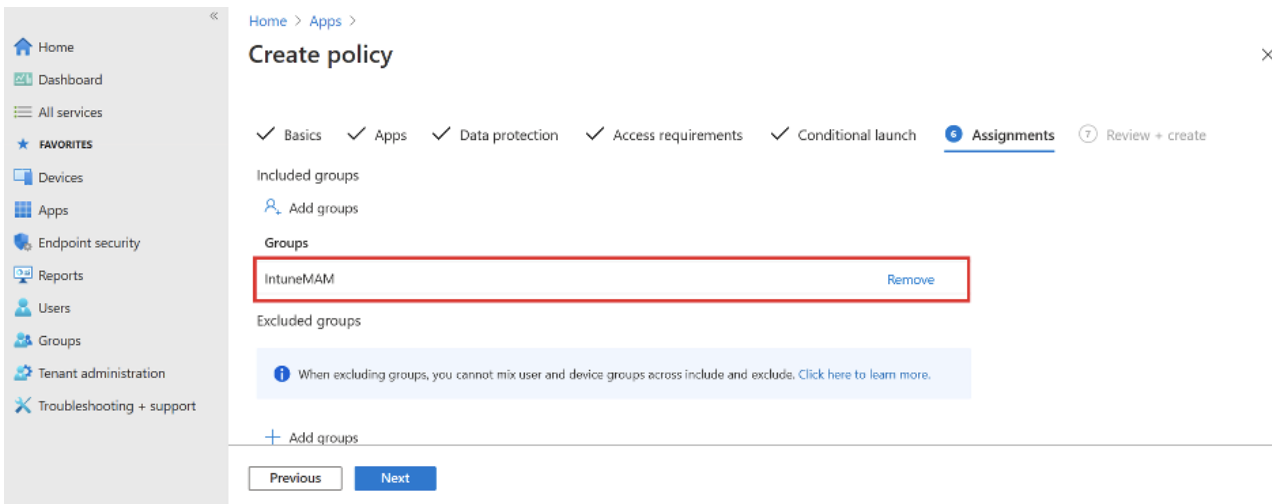 Home
Dashboard
All services
FAVORITES
Devices
Apps
Endpoint security
Reports
Users
Groups
Tenant administration
Troubleshooting + support
Home > Apps >
Create policy
Basics Apps Data protection Access requirements Conditional launch 6 Assignments 7 Review + create
Included groups
Add groups
Groups
IntuneMAM Remove
Excluded groups
When excluding groups, you cannot mix user and device groups across include and exclude. Click here to learn more.
Add groups
Previous Next